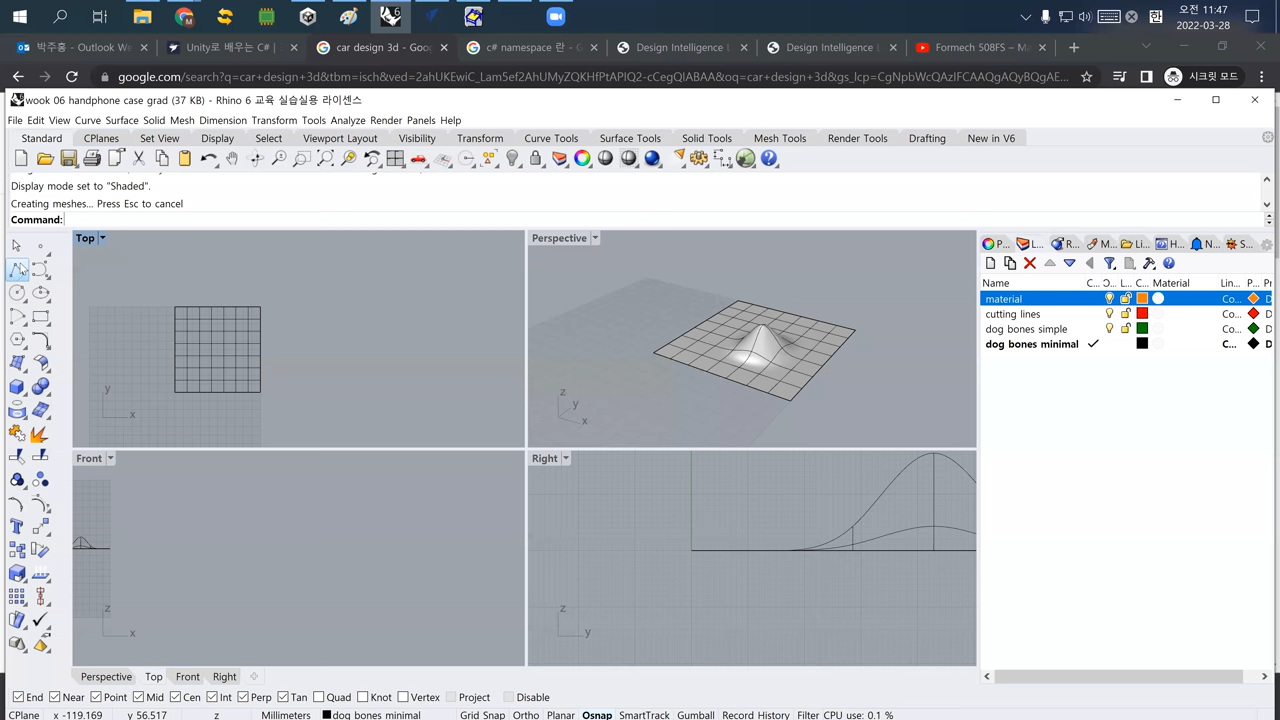 오전 11:47
한
2022-03-28
박주홍 - Outlook We
Unity로 배우는 C# |
car design 3d - Goo
c# namespace 란 - G
Design Intelligence L
Design Intelligence L
Formech 508FS – M
google.com/search?q=car+design+3d&tbm=isch&ved=2ahUKEwiC_Lam5ef2AhUMyZQKHfPtAPIQ2-cCegQIABAA&oq=car+design+3d&gs_lcp=CgNpbWcQAzIFCAAQgAQyBQgAE...
시크릿 모드
wook 06 handphone case grad (37 KB) - Rhino 6 교육 실습실용 라이센스
File Edit View Curve Surface Solid Mesh Dimension Transform Tools Analyze Render Panels Help
Standard CPlanes Set View Display Select Viewport Layout Visibility Transform Curve Tools Surface Tools Solid Tools Mesh Tools Render Tools Drafting New in V6
Display mode set to "Shaded".
Creating meshes... Press Esc to cancel
Command:
Top
Perspective
P... L... R... M... Li... H... N... S...
Name C... L... C... Material Lin... P... Pr
material Co... D
cutting lines Co... D
dog bones simple Co... D
dog bones minimal C... D
y
x
z
y
x
Front
Right
z
x
z
y
Perspective Top Front Right
End Near Point Mid Cen Int Perp Tan Quad Knot Vertex Project Disable
CPlane x -119.169 y 56.517 z Millimeters dog bones minimal Grid Snap Ortho Planar Osnap SmartTrack Gumball Record History Filter CPU use: 0.1 %